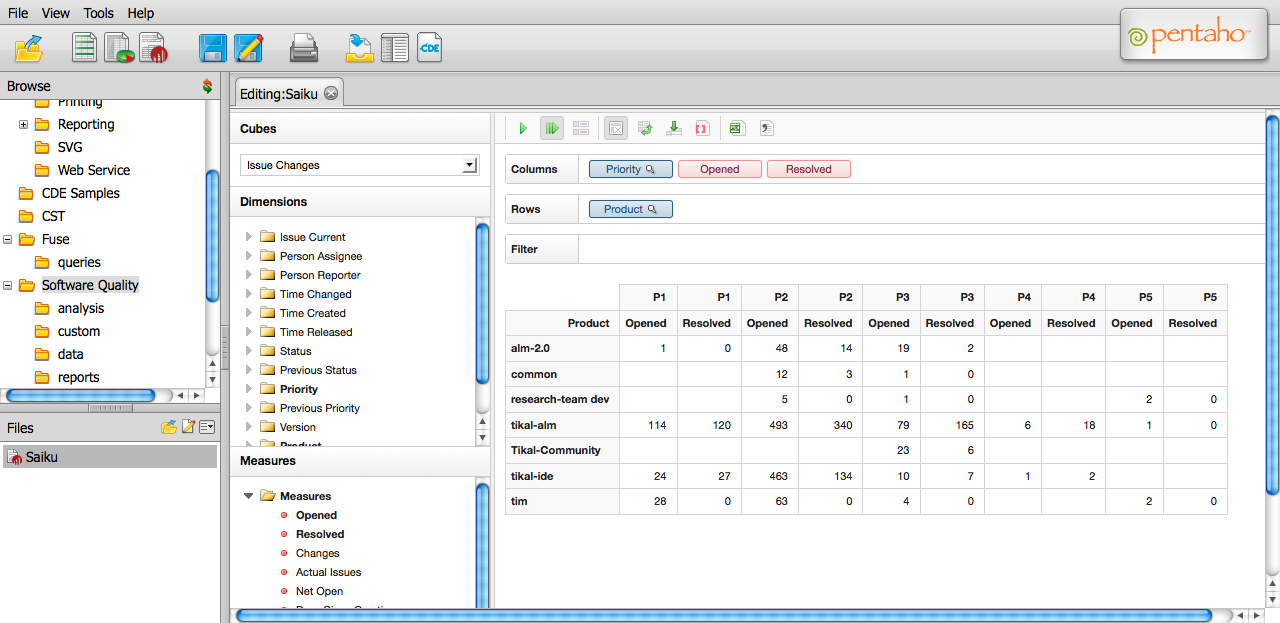 File View Tools Help
CDE
pentaho™
Browse
Printing
Reporting
SVG
Web Service
CDE Samples
CST
Fuse
queries
Software Quality
analysis
custom
data
reports
Files
Saiku
Editing:Saiku
Cubes
Issue Changes
Dimensions
Issue Current
Person Assignee
Person Reporter
Time Changed
Time Created
Time Released
Status
Previous Status
Priority
Previous Priority
Version
Product
Measures
Measures
Opened
Resolved
Changes
Actual Issues
Net Open
Columns Priority Opened Resolved
Rows Product
Filter
P1 P1 P2 P2 P3 P3 P4 P4 P5 P5
Product Opened Resolved Opened Resolved Opened Resolved Opened Resolved Opened Resolved
alm-2.0 1 0 48 14 19 2
common 12 3 1 0
research-team dev 5 0 1 0 2 0
tikal-alm 114 120 493 340 79 165 6 18 1 0
Tikal-Community 23 6
tikal-ide 24 27 463 134 10 7 1 2
tim 28 0 63 0 4 0 2 0